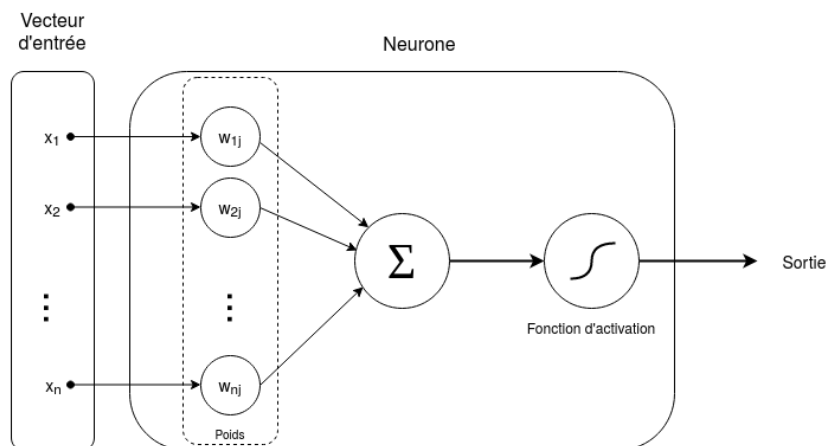 Vecteur
d'entrée
Neurone
x1
w1j
x2
w2j
Σ
Sortie
⋮
⋮
Fonction d'activation
xn
wnj
Poids